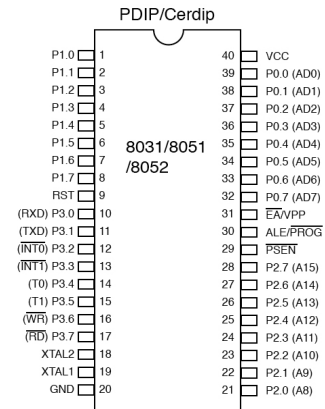 PDIP/Cerdip
P1.0 1 40 VCC
P1.1 2 39 P0.0 (AD0)
P1.2 3 38 P0.1 (AD1)
P1.3 4 37 P0.2 (AD2)
P1.4 5 36 P0.3 (AD3)
P1.5 6 35 P0.4 (AD4)
P1.6 7 34 P0.5 (AD5)
P1.7 8 33 P0.6 (AD6)
RST 9 32 P0.7 (AD7)
(RXD) P3.0 10 31 E̅A̅/VPP
(TXD) P3.1 11 30 ALE/P̅R̅O̅G̅
(I̅N̅T̅0̅) P3.2 12 29 P̅S̅E̅N̅
(I̅N̅T̅1̅) P3.3 13 28 P2.7 (A15)
(T0) P3.4 14 27 P2.6 (A14)
(T1) P3.5 15 26 P2.5 (A13)
(W̅R̅) P3.6 16 25 P2.4 (A12)
(R̅D̅) P3.7 17 24 P2.3 (A11)
XTAL2 18 23 P2.2 (A10)
XTAL1 19 22 P2.1 (A9)
GND 20 21 P2.0 (A8)
8031/8051
/8052